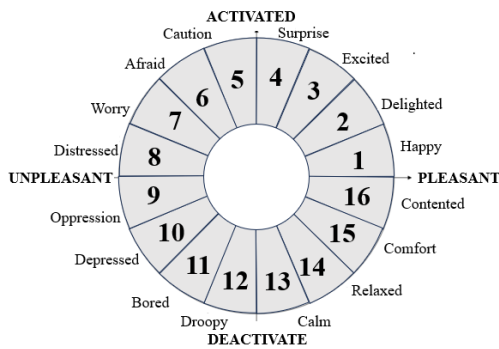 ACTIVATED
Caution
Surprise
Afraid
Excited
5
4
6
3
Worry
Delighted
7
2
Distressed
Happy
8
1
UNPLEASANT
PLEASANT
9
16
Oppression
Contented
10
15
Depressed
Comfort
11
14
12
13
Bored
Relaxed
Droopy
Calm
DEACTIVATE